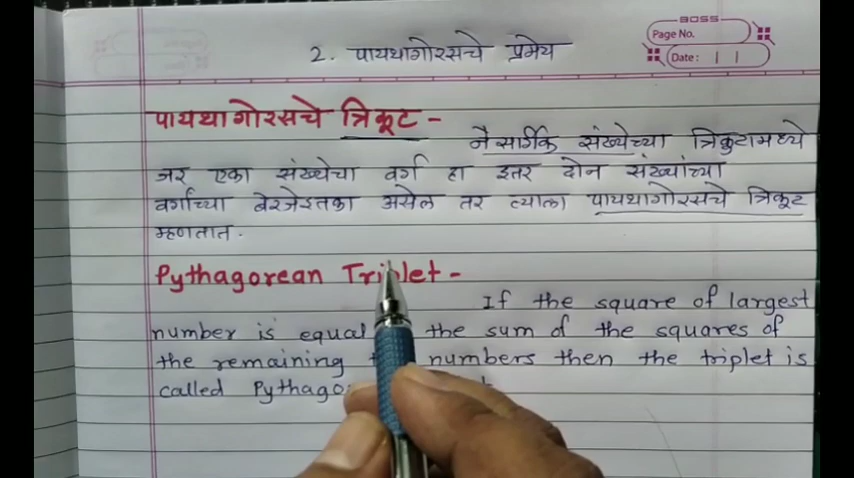 BOSS
Page No.
Date: | |
2. पायथागोरसचे प्रमेय
पायथागोरसचे त्रिकूट -
नैसर्गिक संख्येच्या त्रिकुटामध्ये
जर एका संख्येचा वर्ग हा इतर दोन संख्यांच्या
वर्गाच्या बेरजेइतका असेल तर त्याला पायथागोरसचे त्रिकूट
म्हणतात.
Pythagorean Triplet -
If the square of largest
number is equal the sum of the squares of
the remaining numbers then the triplet is
called